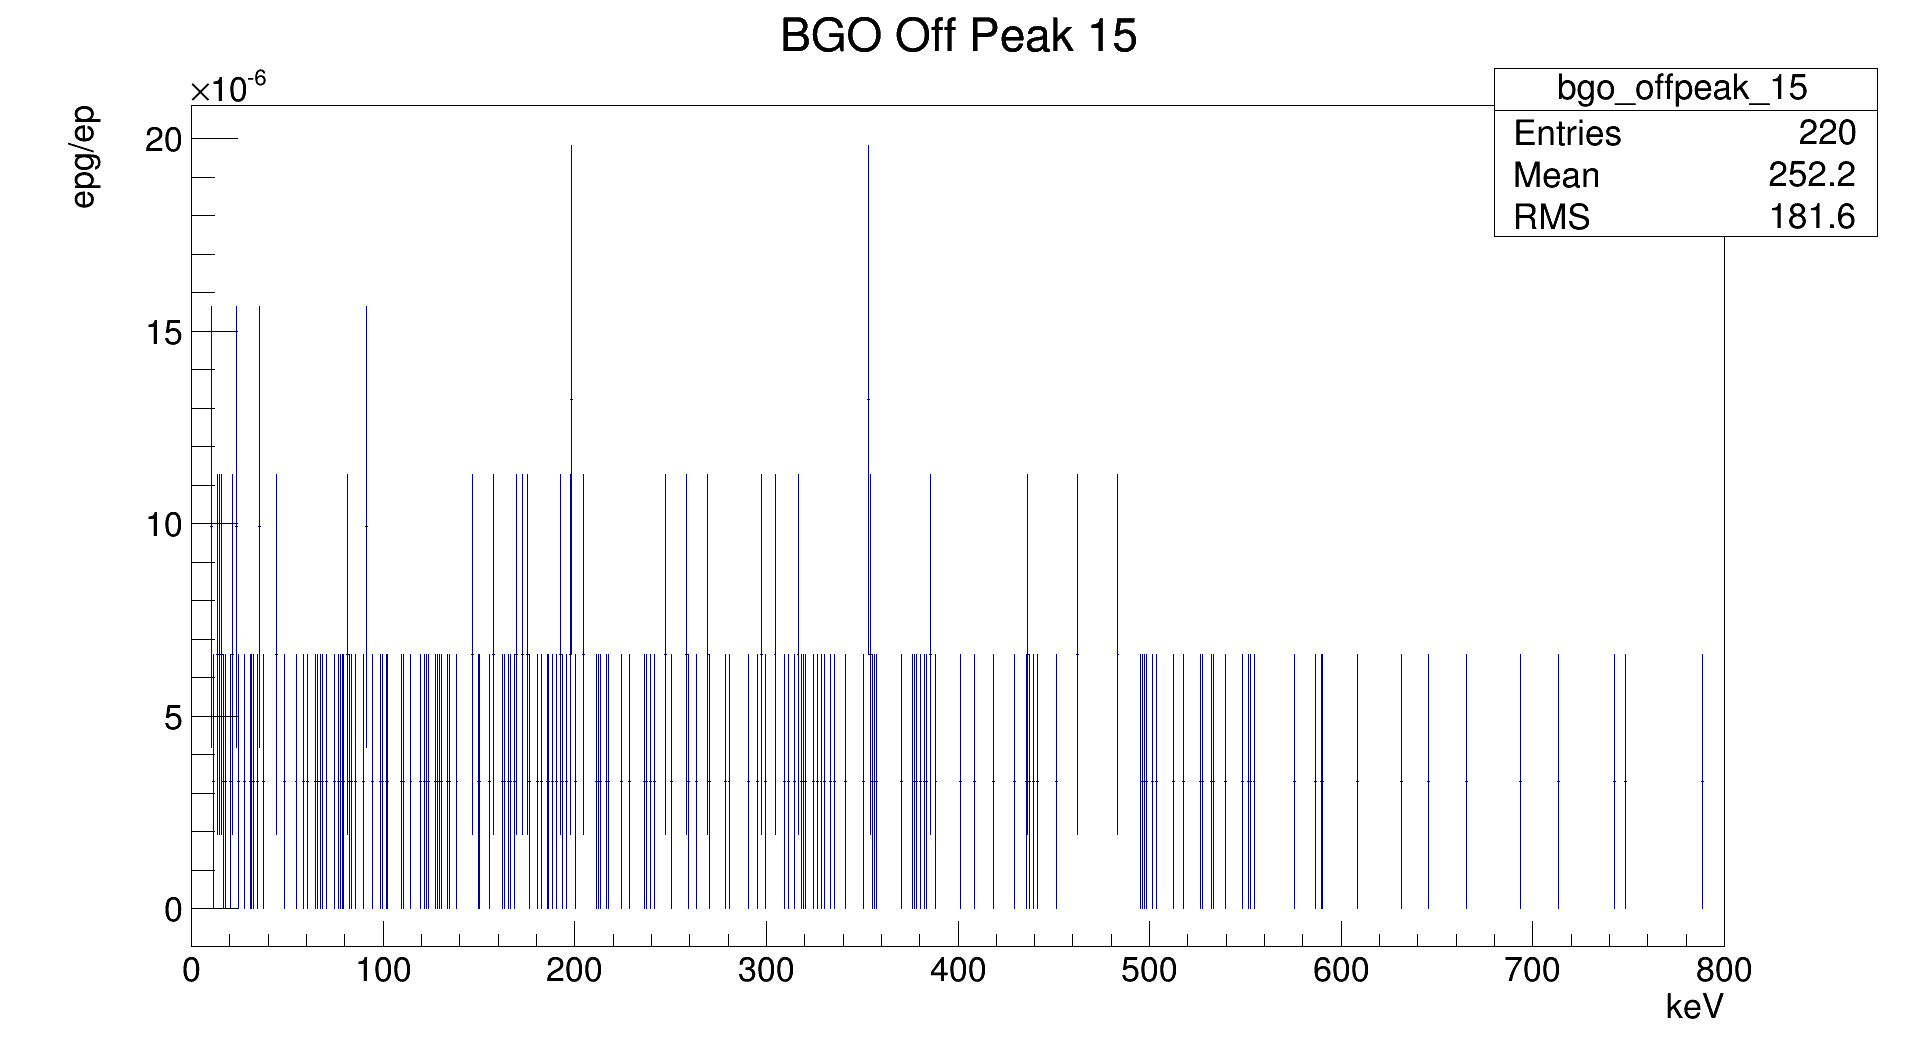 BGO Off Peak 15
×10-6
epg/ep
bgo_offpeak_15
Entries 220
Mean 252.2
RMS 181.6
20
15
10
5
0
0 100 200 300 400 500 600 700 800
keV